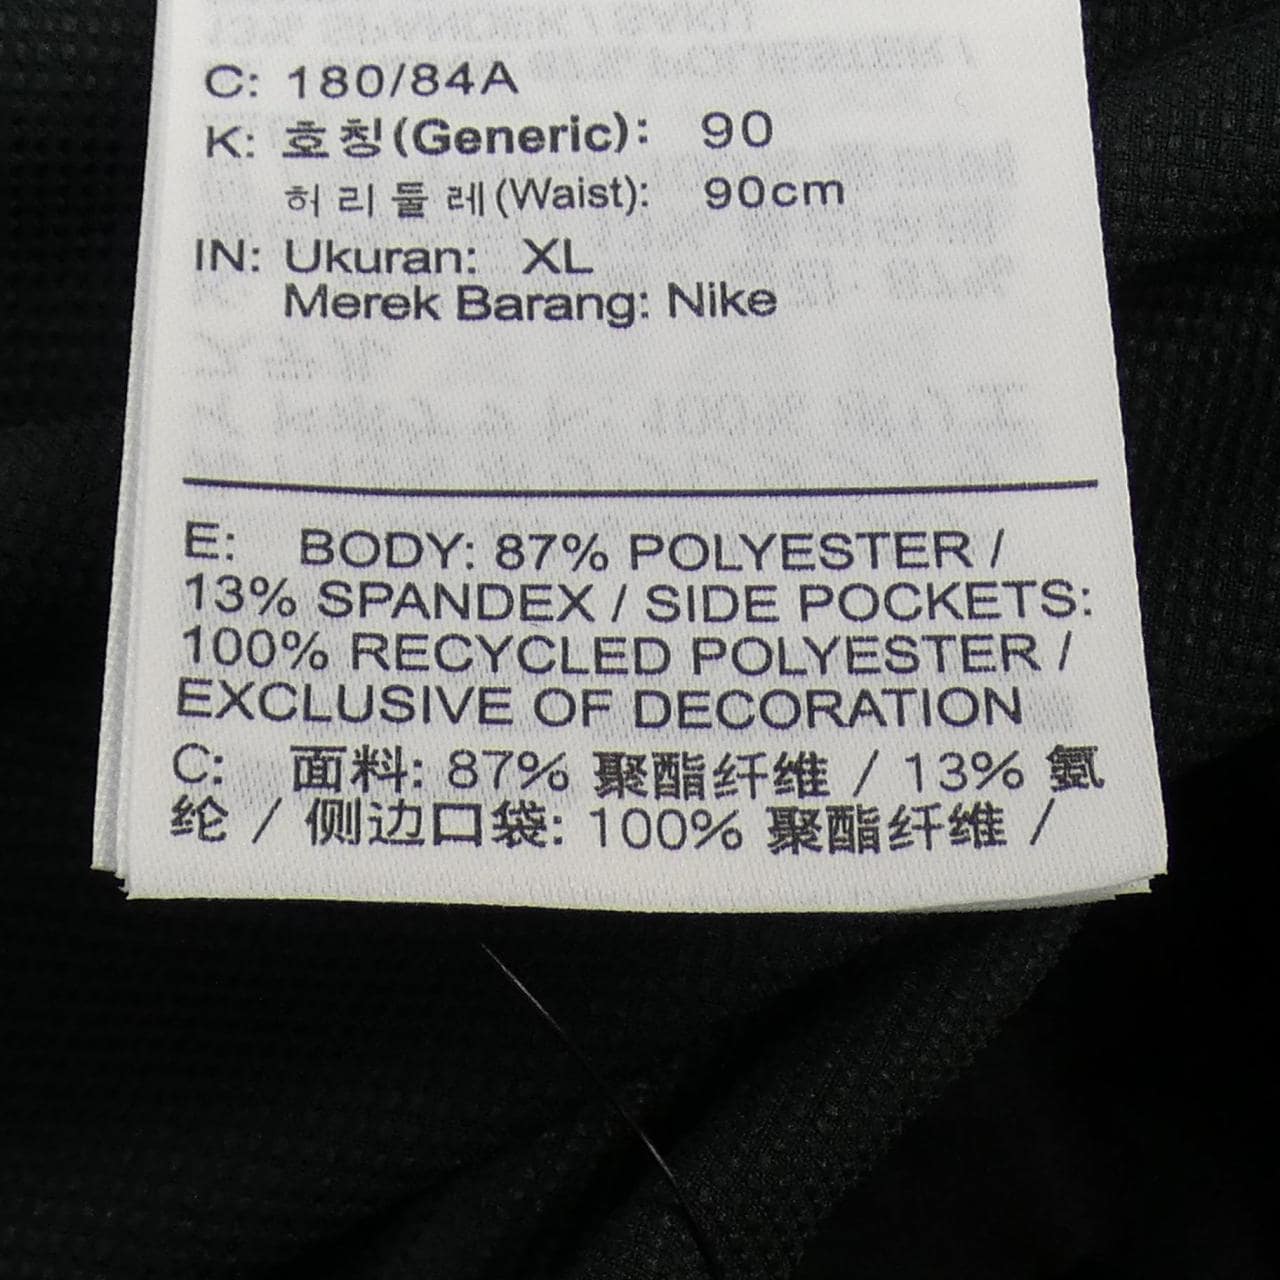 C: 180/84A
K: 호칭(Generic): 90
허리둘레(Waist): 90cm
IN: Ukuran: XL
Merek Barang: Nike
E: BODY: 87% POLYESTER /
13% SPANDEX / SIDE POCKETS:
100% RECYCLED POLYESTER /
EXCLUSIVE OF DECORATION
C: 面料: 87% 聚酯纤维 / 13% 氨
纶 / 侧边口袋: 100% 聚酯纤维 /